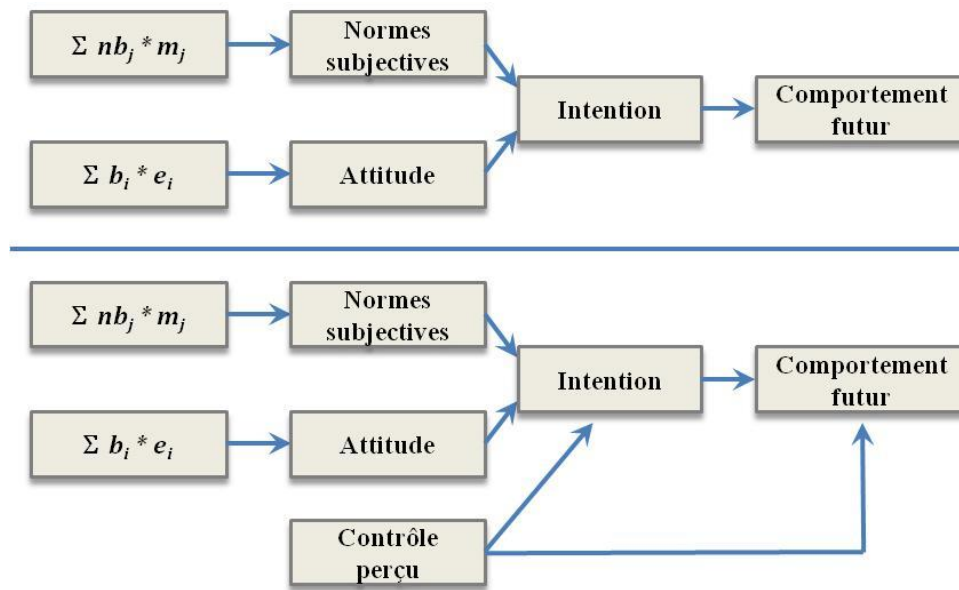 Σ nbj * mj
Normes
subjectives
Intention
Comportement
futur
Σ bi * ei
Attitude
Σ nbj * mj
Normes
subjectives
Intention
Comportement
futur
Σ bi * ei
Attitude
Contrôle
perçu